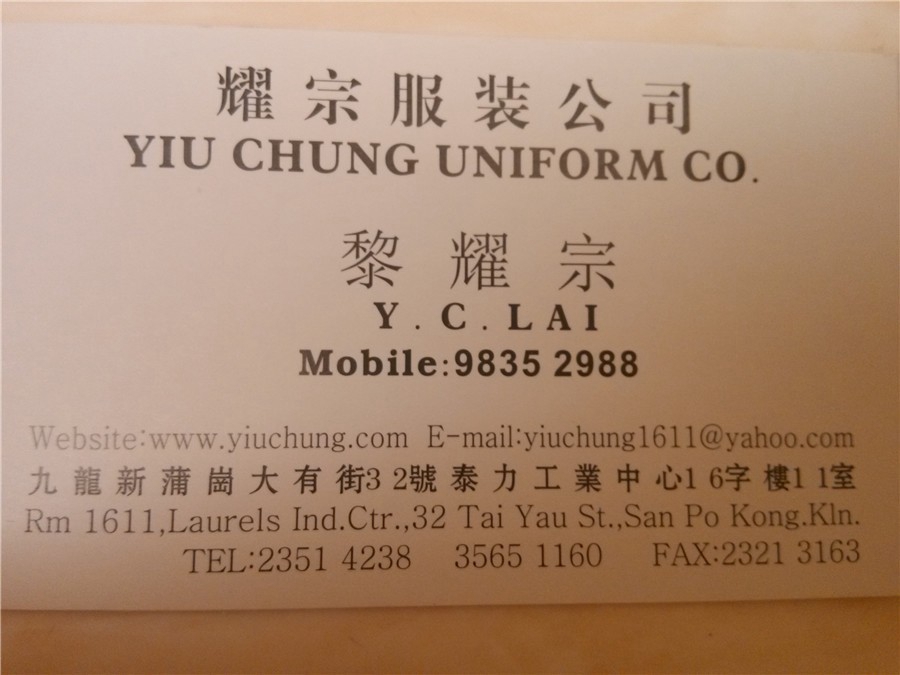 耀宗服装公司
YIU CHUNG UNIFORM CO.
黎耀宗
Y.C.LAI
Mobile:9835 2988
Website:www.yiuchung.com E-mail:yiuchung1611@yahoo.com
九龍新蒲崗大有街32號泰力工業中心16字樓11室
Rm 1611,Laurels Ind.Ctr.,32 Tai Yau St.,San Po Kong.Kln.
TEL:2351 4238 3565 1160 FAX:2321 3163